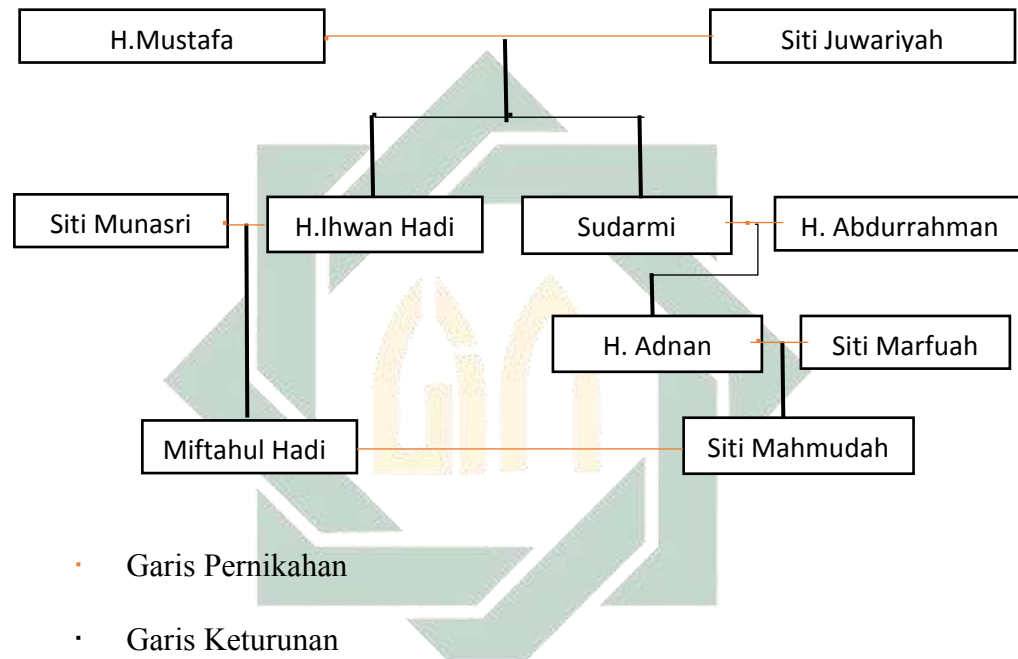 H.Mustafa
Siti Juwariyah
Siti Munasri
H.Ihwan Hadi
Sudarmi
H. Abdurrahman
H. Adnan
Siti Marfuah
Miftahul Hadi
Siti Mahmudah
Garis Pernikahan
Garis Keturunan